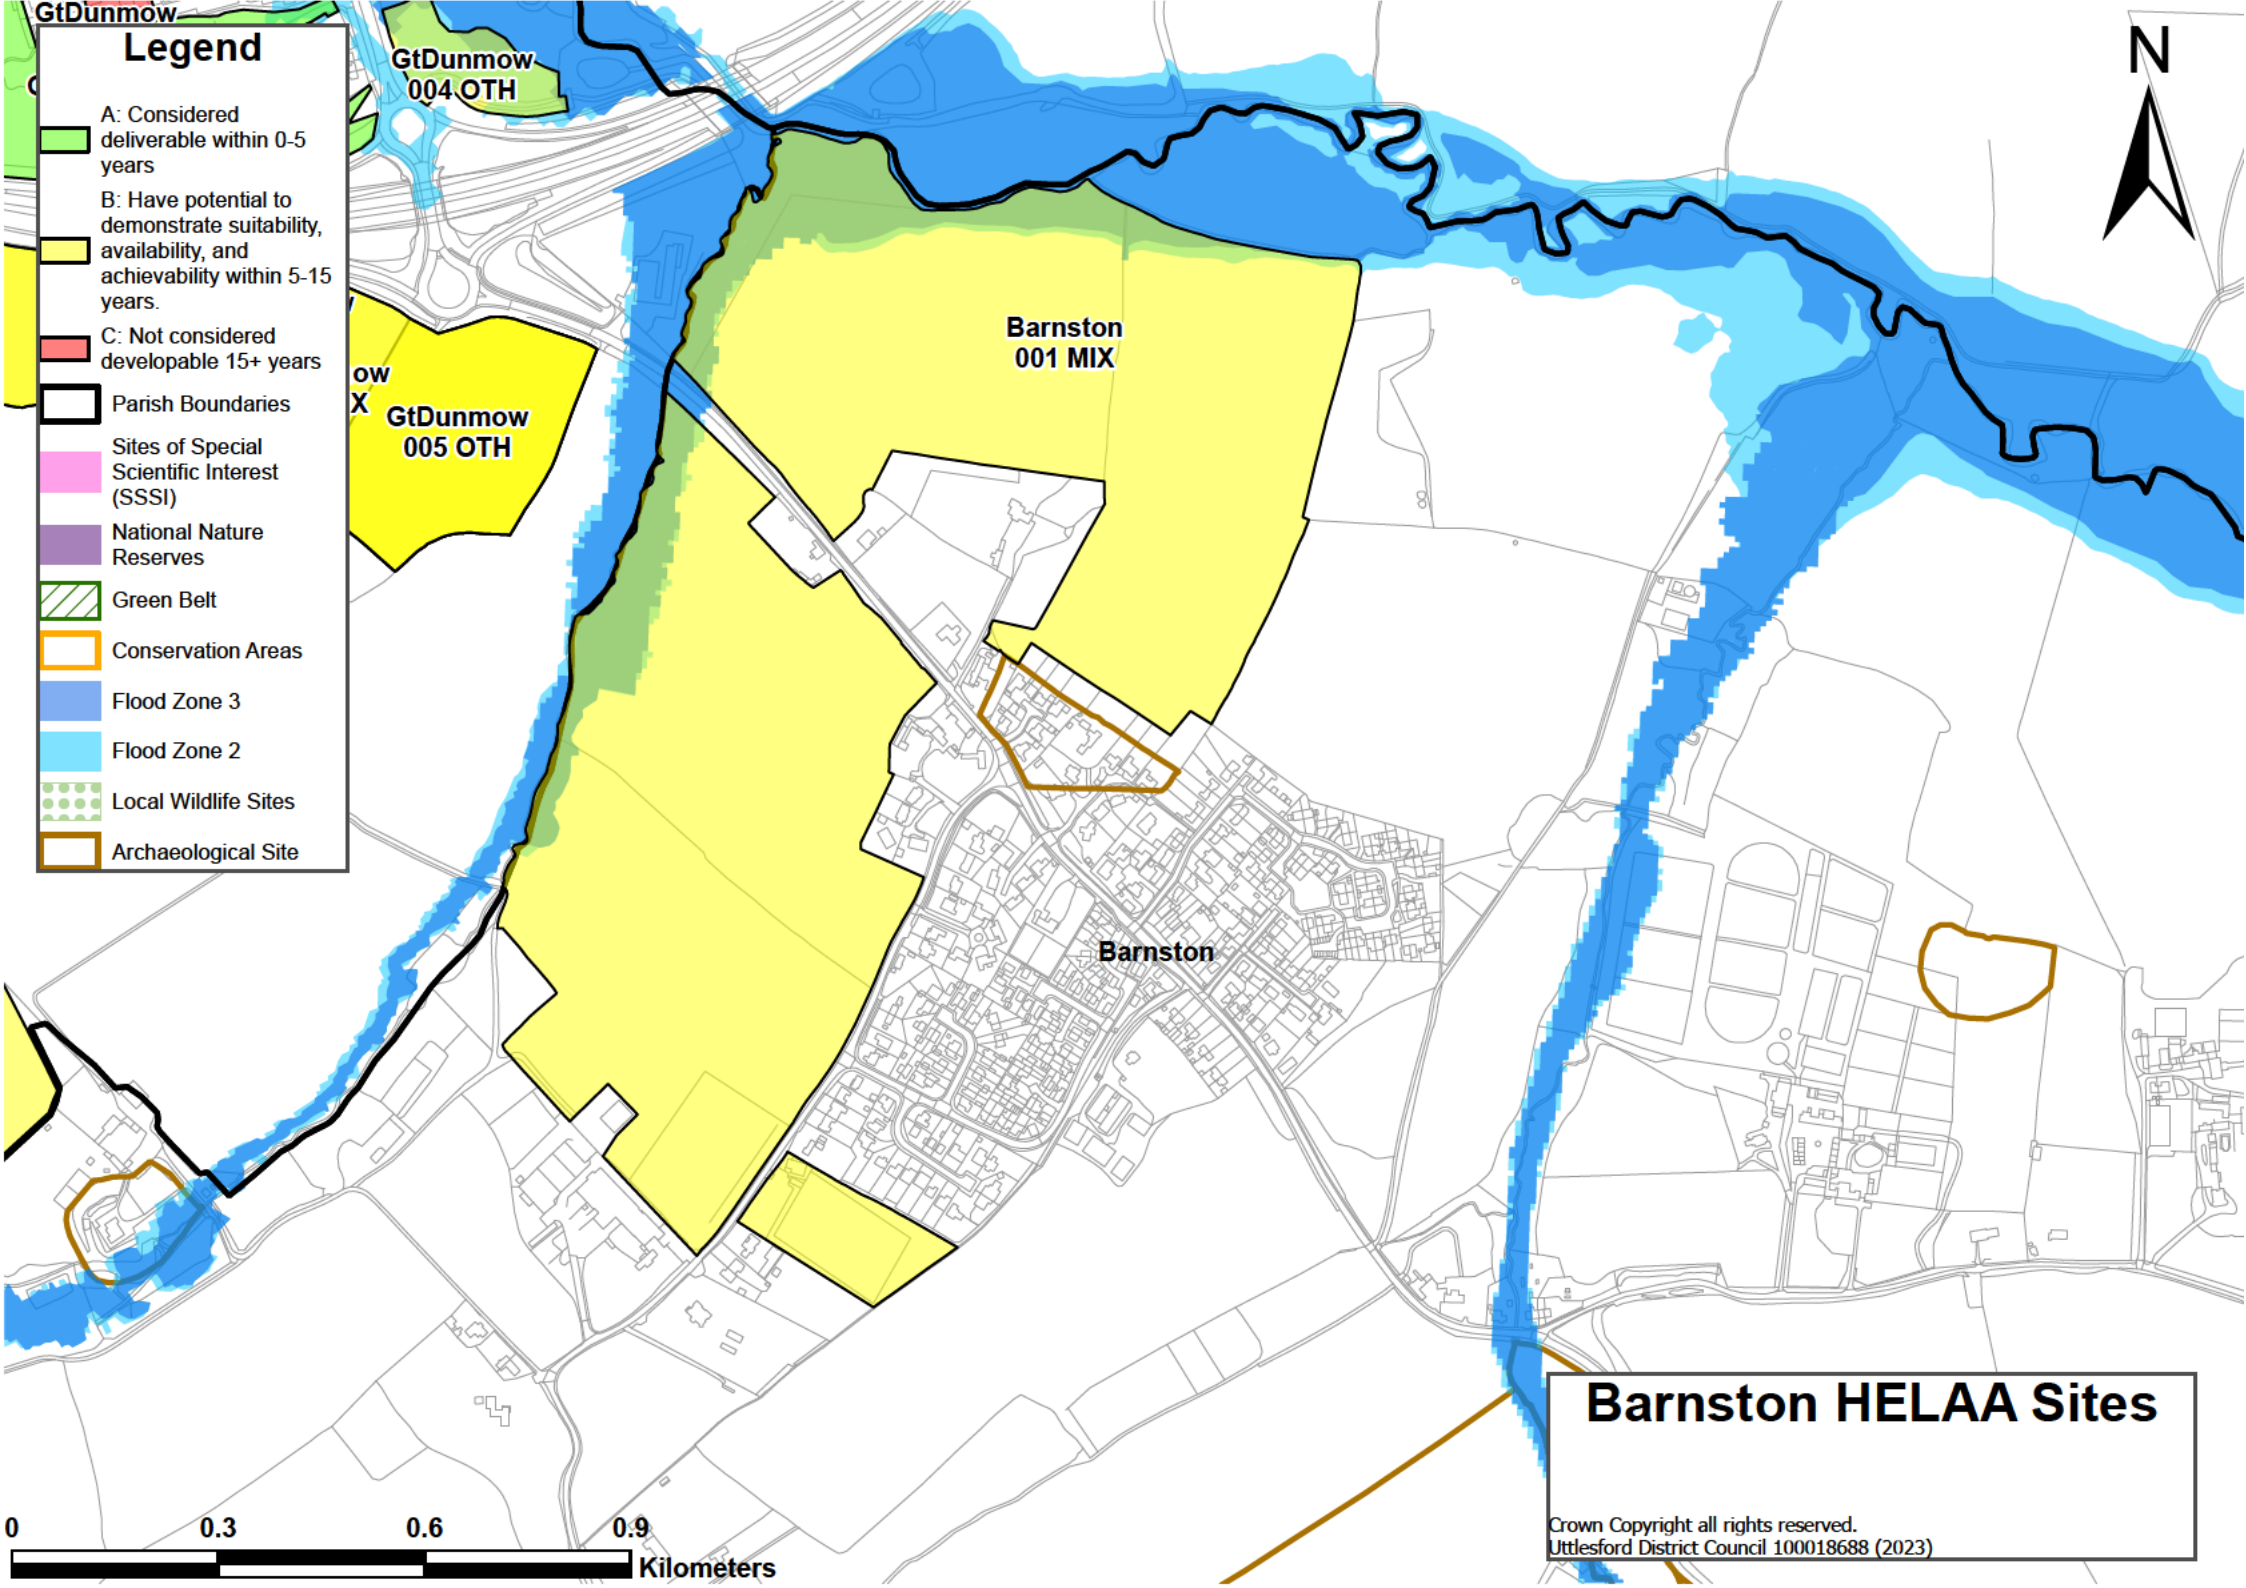 GtDunmow
Legend
A: Considered
deliverable within 0-5
years
B: Have potential to
demonstrate suitability,
availability, and
achievability within 5-15
years.
C: Not considered
developable 15+ years
Parish Boundaries
Sites of Special
Scientific Interest
(SSSI)
National Nature
Reserves
Green Belt
Conservation Areas
Flood Zone 3
Flood Zone 2
Local Wildlife Sites
Archaeological Site
GtDunmow
004 OTH
ow
X
GtDunmow
005 OTH
Barnston
001 MIX
N
Barnston
Barnston HELAA Sites
Crown Copyright all rights reserved.
Uttlesford District Council 100018688 (2023)
0 0.3 0.6 0.9
Kilometers